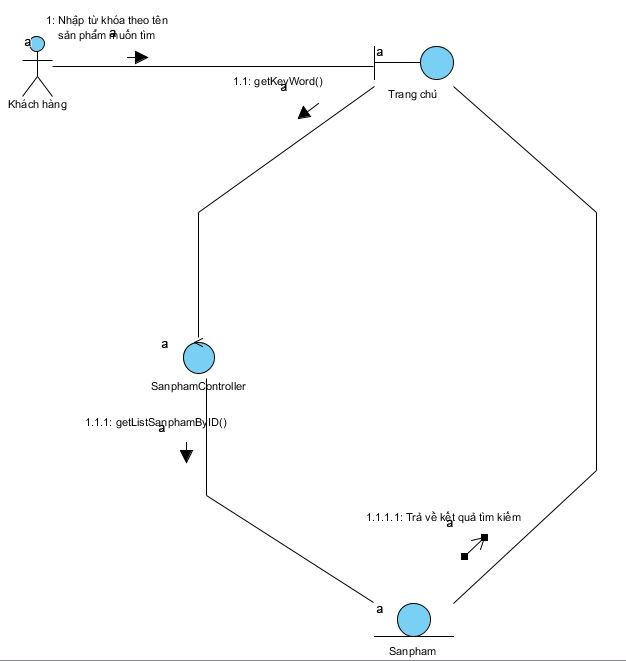 1: Nhập từ khóa theo tên
sản phẩm muốn tìm
a
a
a
Khách hàng
Trang chủ
1.1: getKeyWord()
a
a
SanphamController
1.1.1: getListSanphamByID()
a
1.1.1.1: Trả về kết quả tìm kiếm
a
a
Sanpham